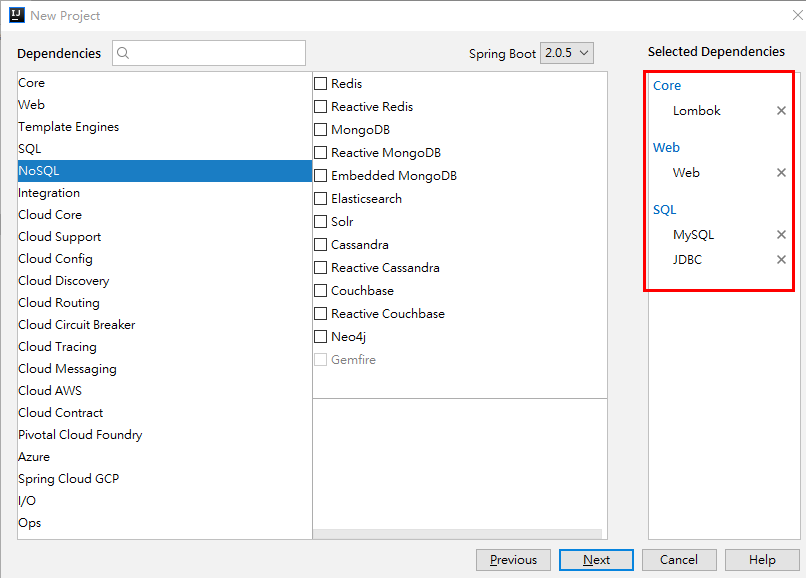 New Project
Dependencies
Spring Boot 2.0.5
Selected Dependencies
Core
Web
Template Engines
SQL
NoSQL
Integration
Cloud Core
Cloud Support
Cloud Config
Cloud Discovery
Cloud Routing
Cloud Circuit Breaker
Cloud Tracing
Cloud Messaging
Cloud AWS
Cloud Contract
Pivotal Cloud Foundry
Azure
Spring Cloud GCP
I/O
Ops
Redis
Reactive Redis
MongoDB
Reactive MongoDB
Embedded MongoDB
Elasticsearch
Solr
Cassandra
Reactive Cassandra
Couchbase
Reactive Couchbase
Neo4j
Gemfire
Core
Lombok
Web
Web
SQL
MySQL
JDBC
Previous
Next
Cancel
Help